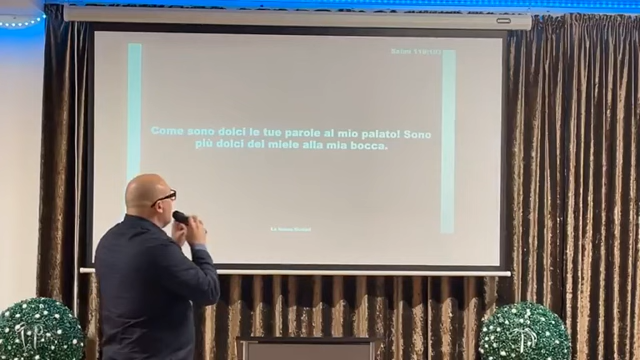 Come sono dolci le tue parole al mio palato! Sono
più dolci del miele alla mia bocca.